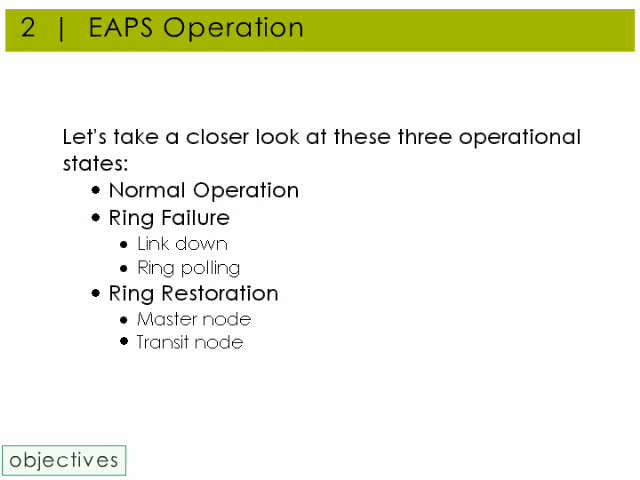 2 | EAPS Operation
Let's take a closer look at these three operational
states:
• Normal Operation
• Ring Failure
• Link down
• Ring polling
• Ring Restoration
• Master node
• Transit node
objectives